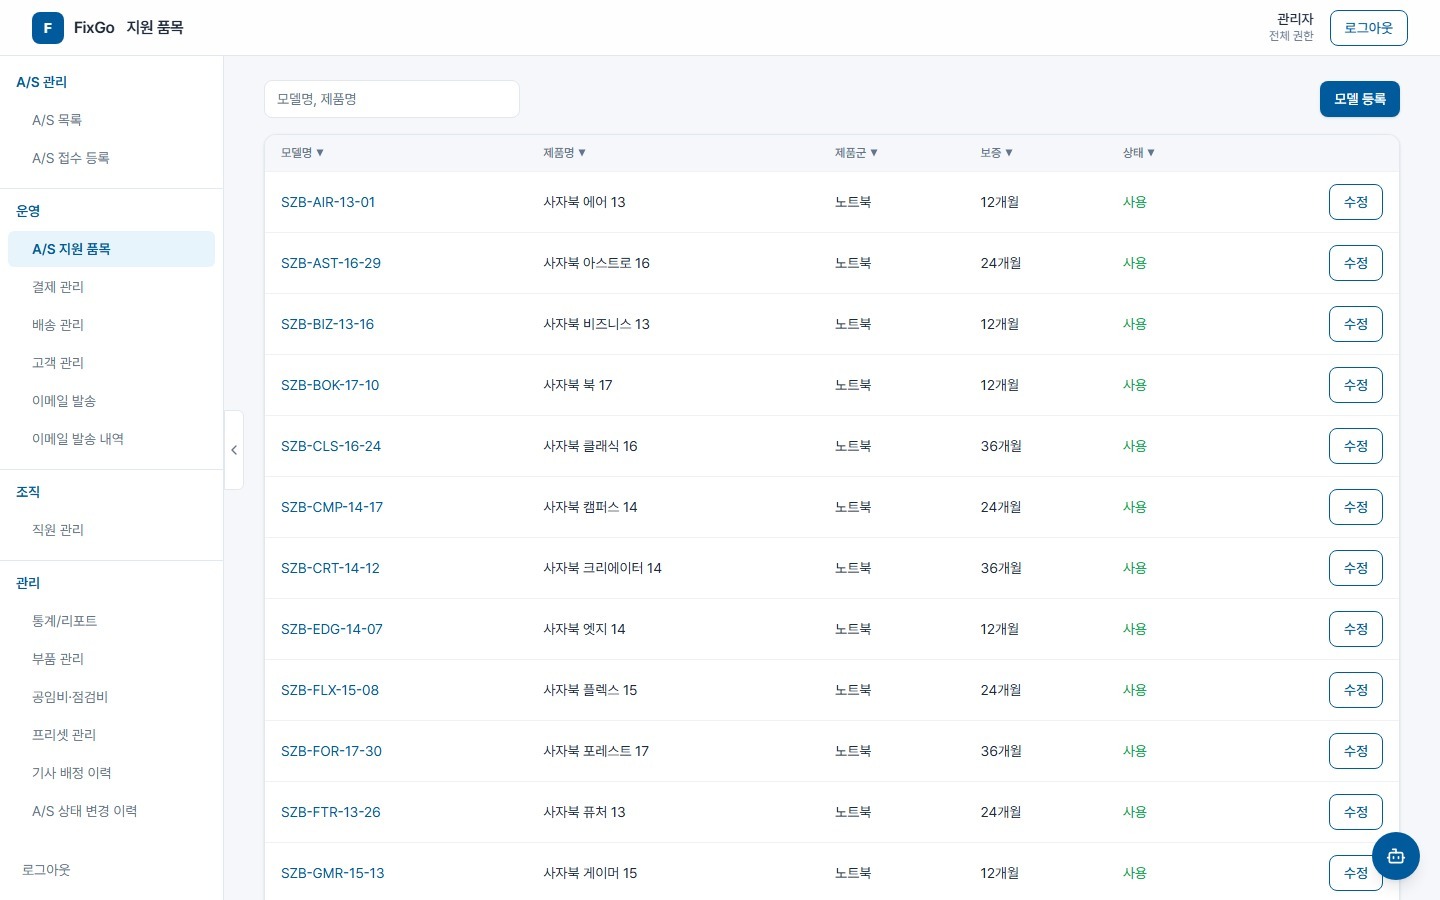 F FixGo 지원 품목
관리자
전체 권한
로그아웃
A/S 관리
A/S 목록
A/S 접수 등록
운영
A/S 지원 품목
결제 관리
배송 관리
고객 관리
이메일 발송
이메일 발송 내역
조직
직원 관리
관리
통계/리포트
부품 관리
공임비·점검비
프리셋 관리
기사 배정 이력
A/S 상태 변경 이력
로그아웃
모델명, 제품명
모델 등록
모델명 ▼ 제품명 ▼ 제품군 ▼ 보증 ▼ 상태 ▼
SZB-AIR-13-01 사자북 에어 13 노트북 12개월 사용 수정
SZB-AST-16-29 사자북 아스트로 16 노트북 24개월 사용 수정
SZB-BIZ-13-16 사자북 비즈니스 13 노트북 12개월 사용 수정
SZB-BOK-17-10 사자북 북 17 노트북 12개월 사용 수정
SZB-CLS-16-24 사자북 클래식 16 노트북 36개월 사용 수정
SZB-CMP-14-17 사자북 캠퍼스 14 노트북 24개월 사용 수정
SZB-CRT-14-12 사자북 크리에이터 14 노트북 36개월 사용 수정
SZB-EDG-14-07 사자북 엣지 14 노트북 12개월 사용 수정
SZB-FLX-15-08 사자북 플렉스 15 노트북 24개월 사용 수정
SZB-FOR-17-30 사자북 포레스트 17 노트북 36개월 사용 수정
SZB-FTR-13-26 사자북 퓨처 13 노트북 24개월 사용 수정
SZB-GMR-15-13 사자북 게이머 15 노트북 12개월 사용 수정